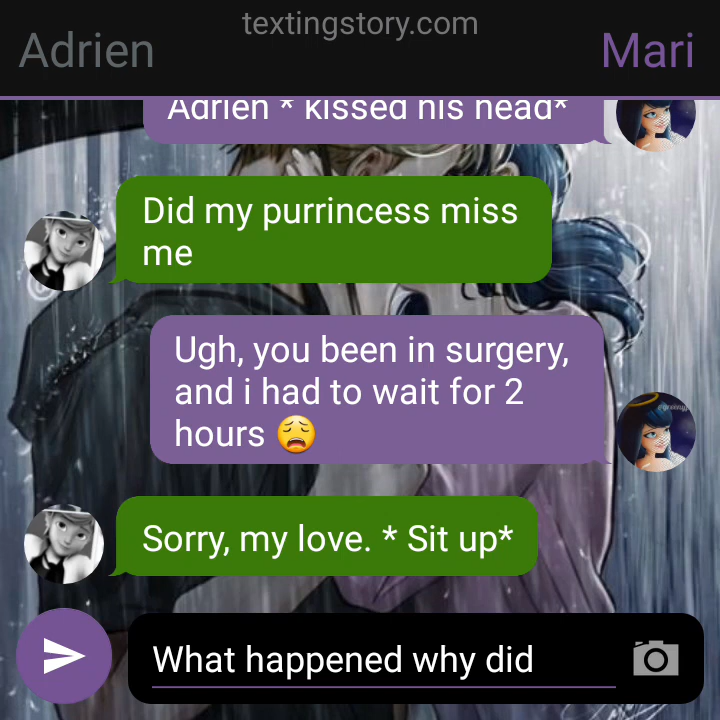 textingstory.com
Adrien
Mari
Adrien * kissed his head*
Did my purrincess miss
me
Ugh, you been in surgery,
and i had to wait for 2
hours 😩
Sorry, my love. * Sit up*
What happened why did